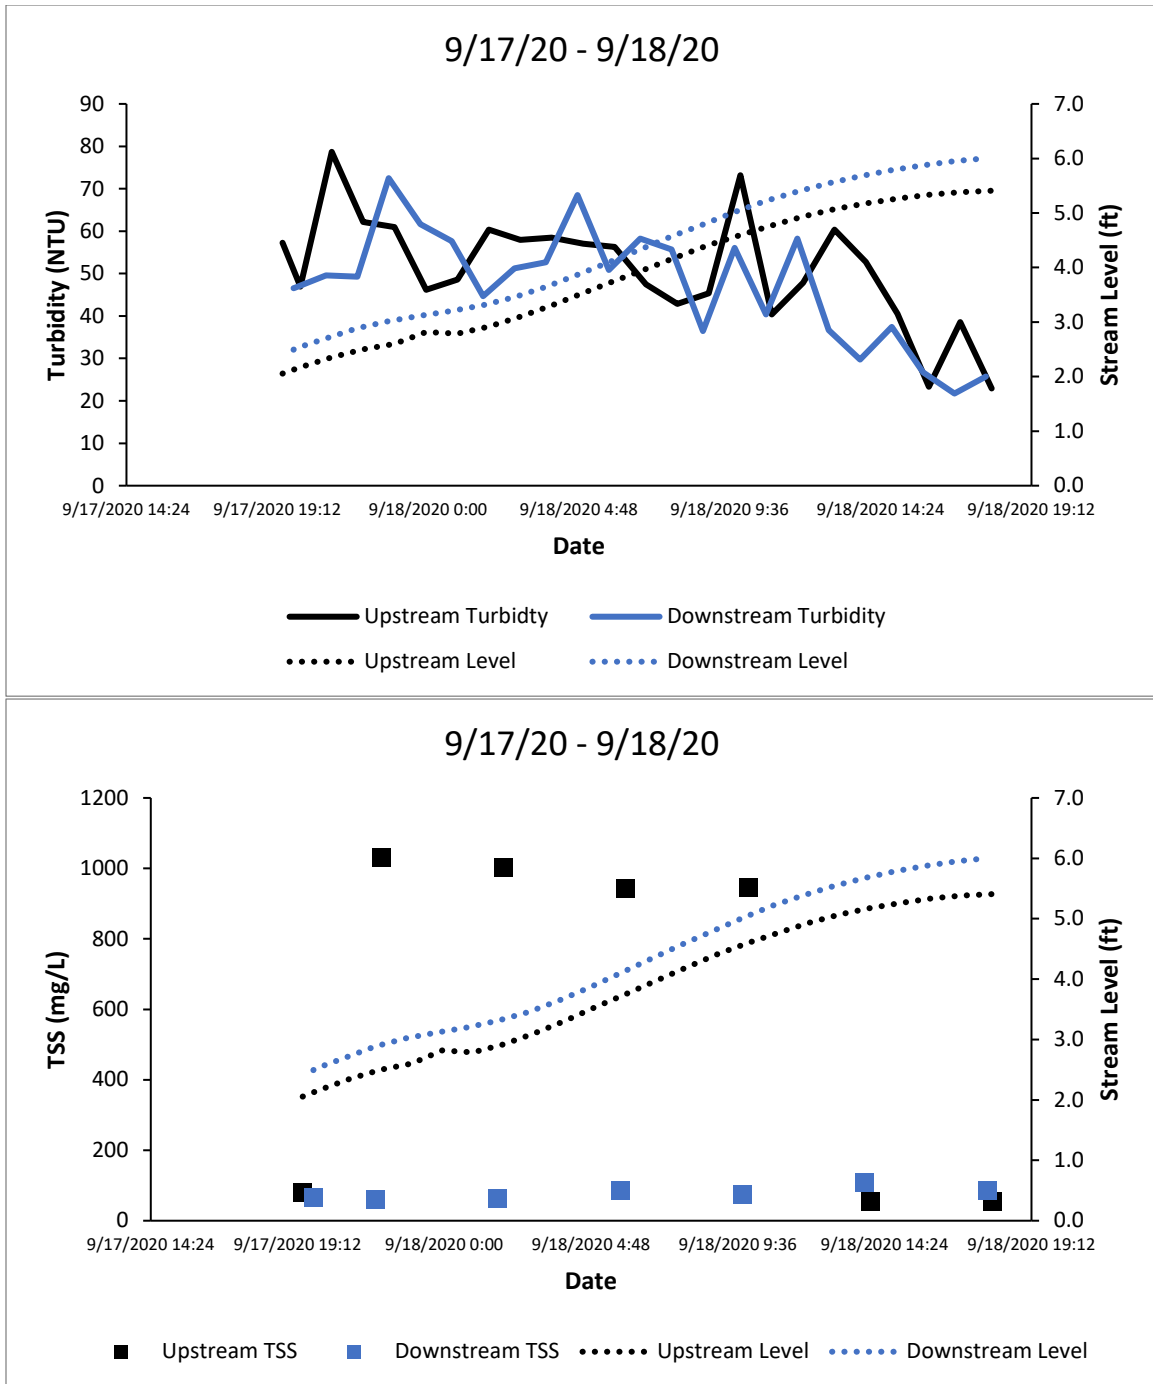 9/17/20 - 9/18/20
90
80
70
60
50
40
30
20
10
0
Turbidity (NTU)
7.0
6.0
5.0
4.0
3.0
2.0
1.0
0.0
Stream Level (ft)
9/17/2020 14:24 9/17/2020 19:12 9/18/2020 0:00 9/18/2020 4:48 9/18/2020 9:36 9/18/2020 14:24 9/18/2020 19:12
Date
Upstream Turbidty Downstream Turbidity
Upstream Level Downstream Level
9/17/20 - 9/18/20
1200
1000
800
600
400
200
0
TSS (mg/L)
7.0
6.0
5.0
4.0
3.0
2.0
1.0
0.0
Stream Level (ft)
9/17/2020 14:24 9/17/2020 19:12 9/18/2020 0:00 9/18/2020 4:48 9/18/2020 9:36 9/18/2020 14:24 9/18/2020 19:12
Date
Upstream TSS Downstream TSS Upstream Level Downstream Level